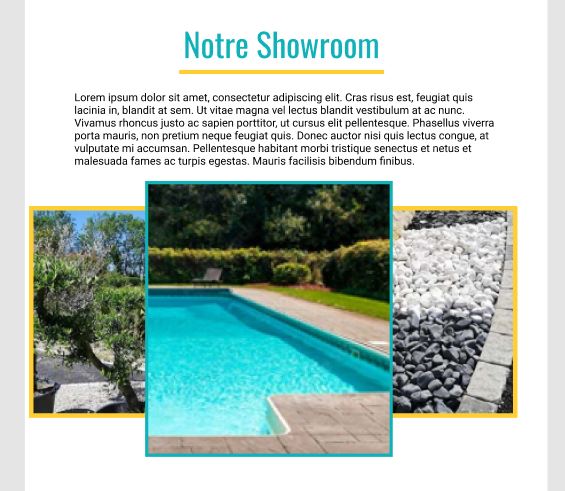 Notre Showroom
Lorem ipsum dolor sit amet, consectetur adipiscing elit. Cras risus est, feugiat quis
lacinia in, blandit at sem. Ut vitae magna vel lectus blandit vestibulum at ac nunc.
Vivamus rhoncus justo ac sapien porttitor, ut cursus elit pellentesque. Phasellus viverra
porta mauris, non pretium neque feugiat quis. Donec auctor nisi quis lectus congue, at
vulputate mi accumsan. Pellentesque habitant morbi tristique senectus et netus et
malesuada fames ac turpis egestas. Mauris facilisis bibendum finibus.